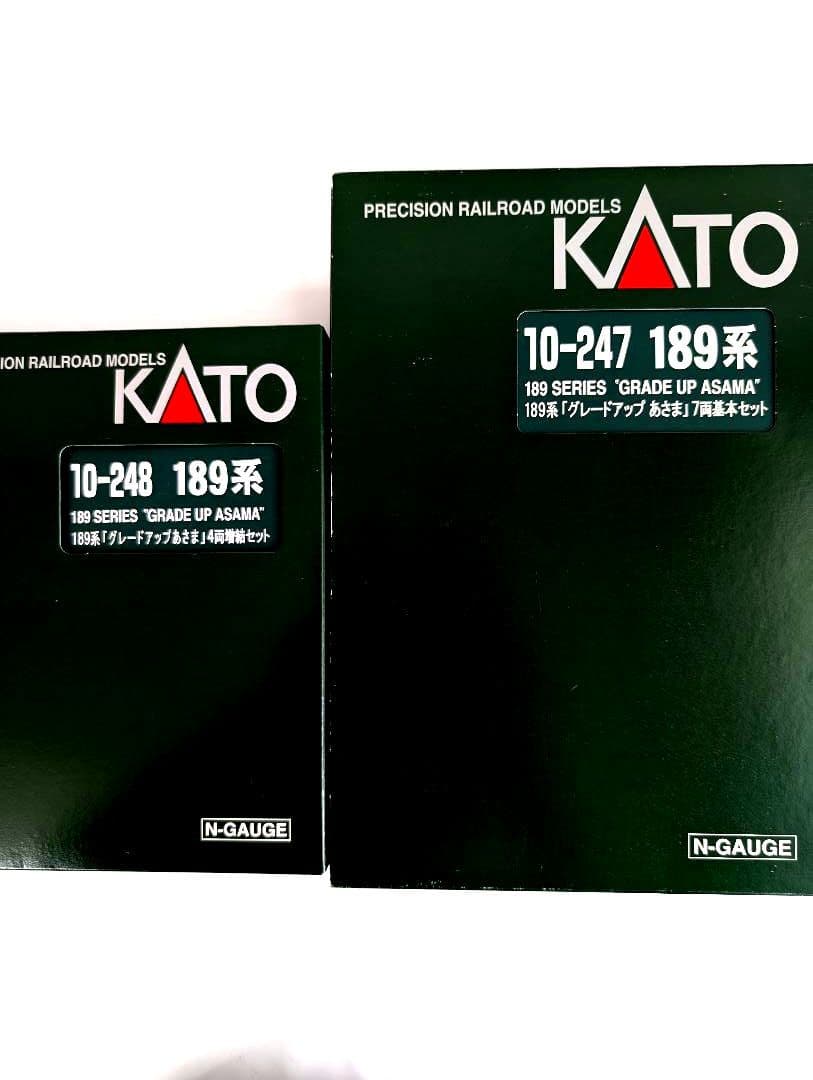 ION RAILROAD MODELS
KATO
10-248 189系
189 SERIES "GRADE UP ASAMA"
189系「グレードアップあさま」4両増結セット
N-GAUGE
PRECISION RAILROAD MODELS
KATO
10-247 189系
189 SERIES "GRADE UP ASAMA"
189系「グレードアップ あさま」7両基本セット
N-GAUGE